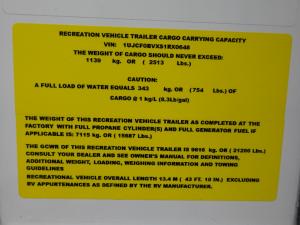 RECREATION VEHICLE TRAILER CARGO CARRYING CAPACITY
VIN: 1UJCF0BVXS1RX0648
THE WEIGHT OF CARGO SHOULD NEVER EXCEED:
1139 kg. OR ( 2513 Lbs.)
CAUTION:
A FULL LOAD OF WATER EQUALS 343 kg. OR (754 Lbs.) OF
CARGO @ 1 kg/L (8.3Lb/gal)
THE WEIGHT OF THIS RECREATION VEHICLE TRAILER AS COMPLETED AT THE
FACTORY WITH FULL PROPANE CYLINDER(S) AND FULL GENERATOR FUEL IF
APPLICABLE IS: 7115 kg. OR ( 15687 Lbs.)
THE GCWR OF THIS RECREATION VEHICLE TRAILER IS 9616 kg. OR ( 21200 Lbs.)
CONSULT YOUR DEALER AND SEE OWNER'S MANUAL FOR DEFINITIONS,
ADDITIONAL WEIGHT, LOADING, WEIGHING INFORMATION AND TOWING
GUIDELINES
RECREATIONAL VEHICLE OVERALL LENGTH 13.4 M ( 43 FT. 10 IN.) EXCLUDING
RV APPURTENANCES AS DEFINED BY THE RV MANUFACTURER.